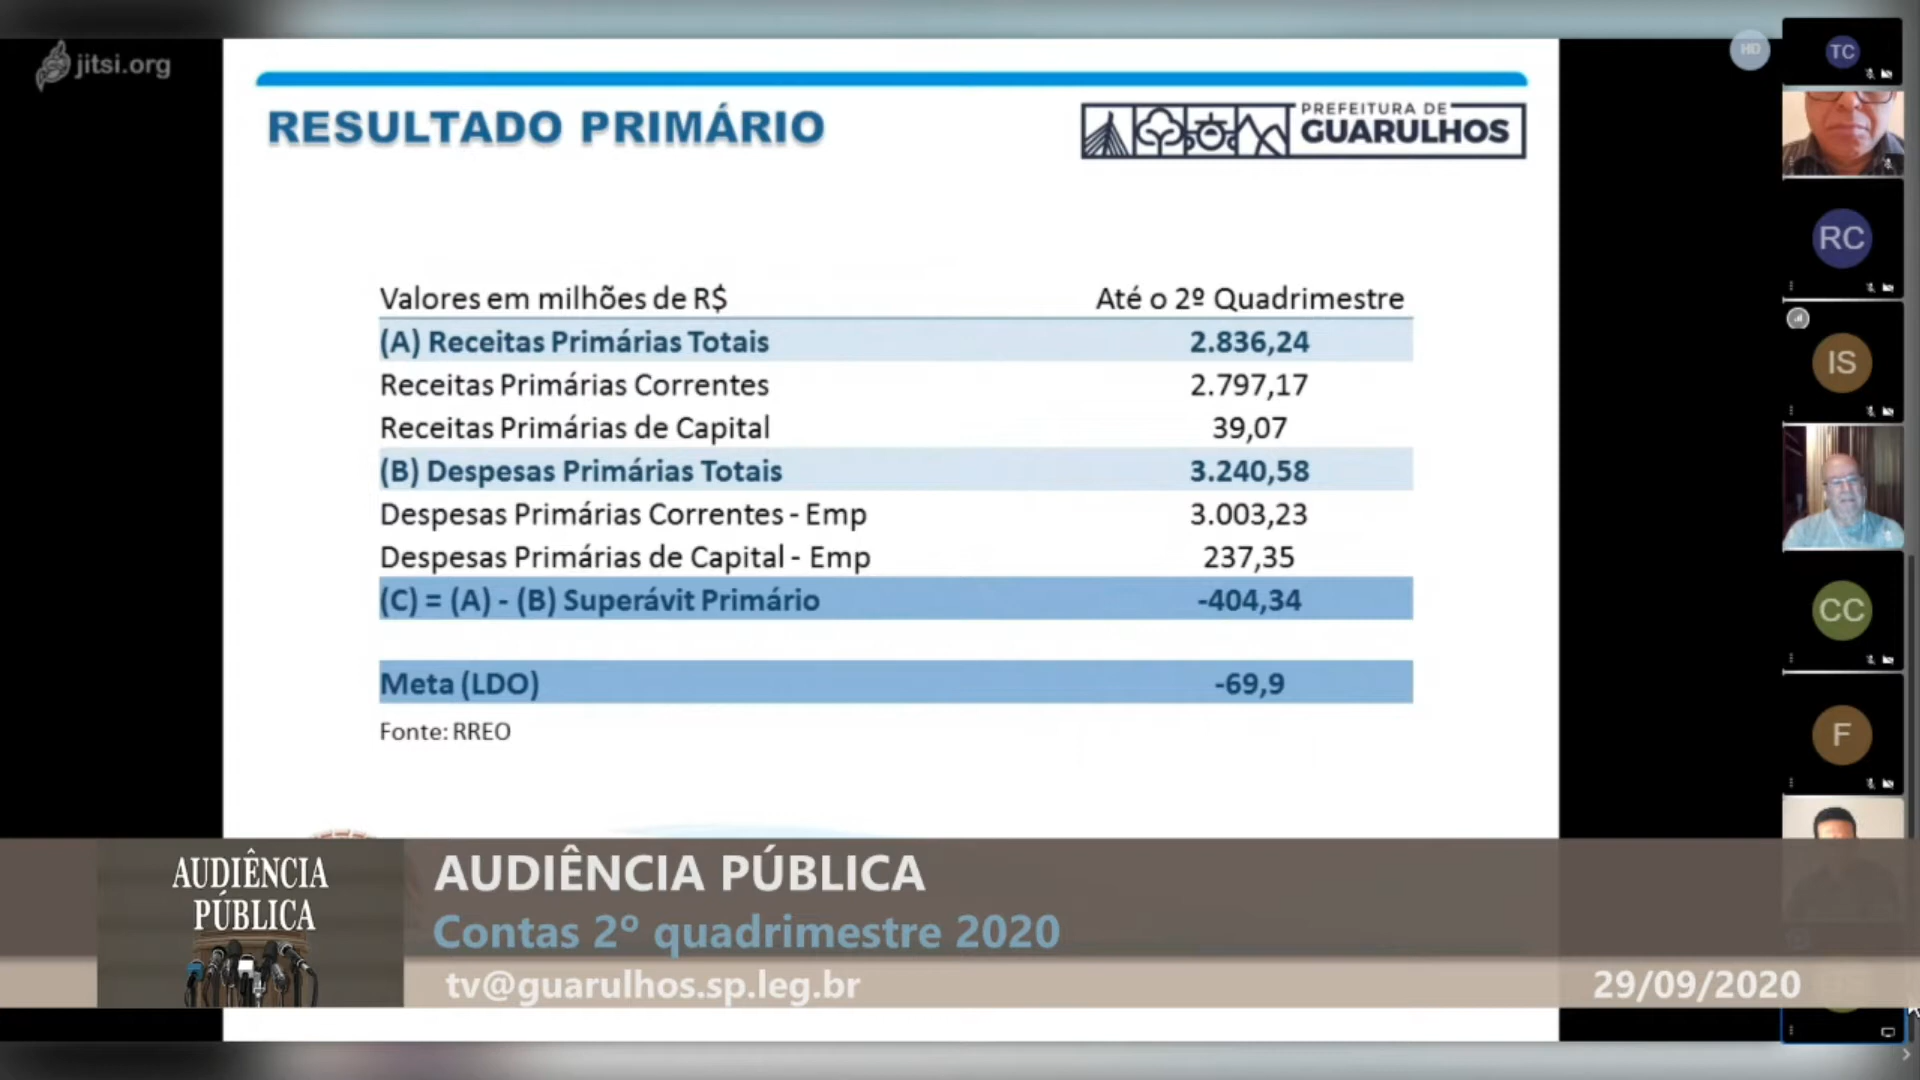 jitsi.org
HD
TC
RESULTADO PRIMÁRIO
PREFEITURA DE
GUARULHOS
RC
Valores em milhões de R$ Até o 2º Quadrimestre
(A) Receitas Primárias Totais 2.836,24
IS
Receitas Primárias Correntes 2.797,17
Receitas Primárias de Capital 39,07
(B) Despesas Primárias Totais 3.240,58
Despesas Primárias Correntes - Emp 3.003,23
Despesas Primárias de Capital - Emp 237,35
(C) = (A) - (B) Superávit Primário -404,34
CC
Meta (LDO) -69,9
Fonte: RREO
F
AUDIÊNCIA
PÚBLICA
AUDIÊNCIA PÚBLICA
Contas 2º quadrimestre 2020
tv@guarulhos.sp.leg.br
29/09/2020